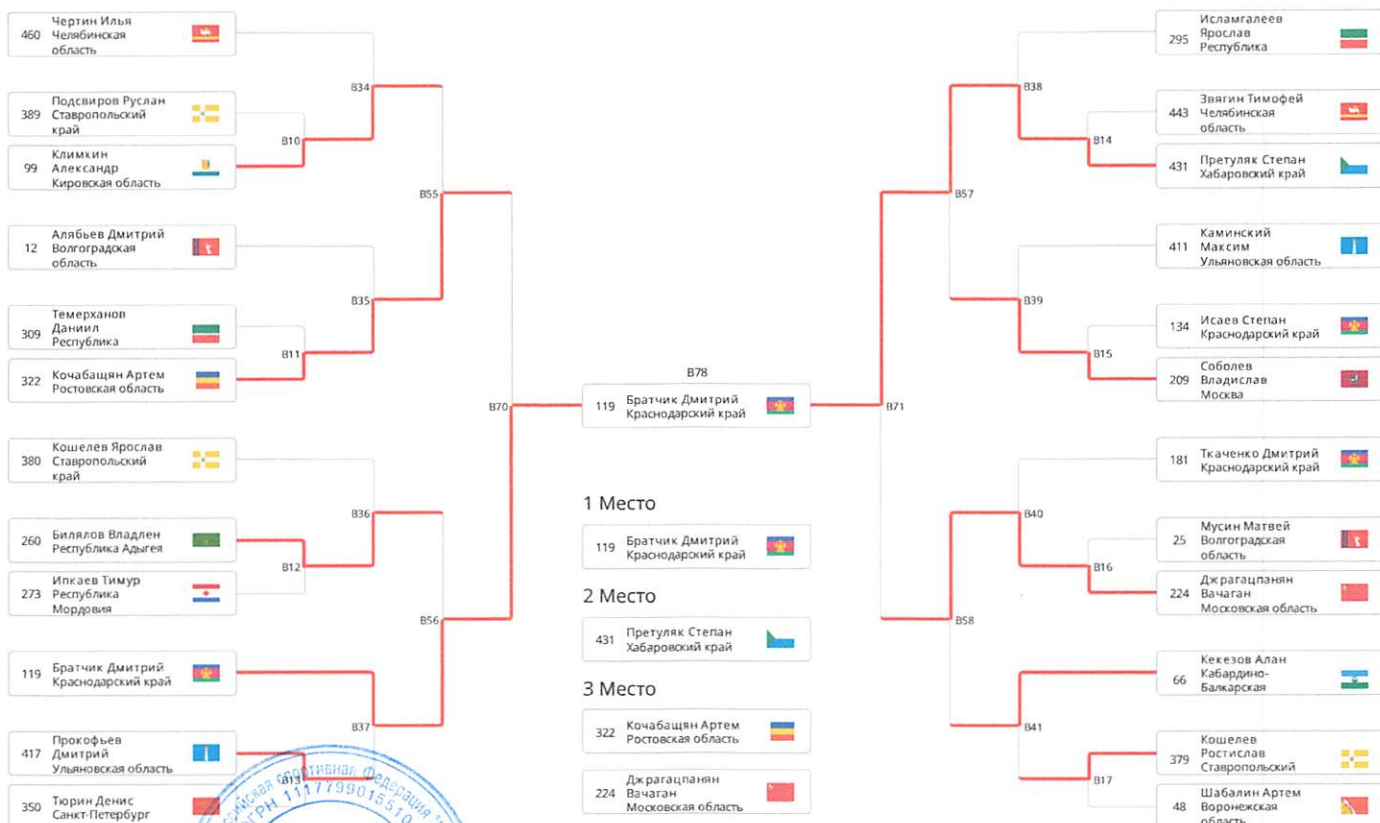 460 Чертин Илья
Челябинская
область
B34
389 Подсвиров Руслан
Ставропольский
край
B10
99 Климкин
Александр
Кировская область
B55
12 Алябьев Дмитрий
Волгоградская
область
B35
309 Темерханов
Даниил
Республика
B11
322 Кочабащян Артем
Ростовская область
B70
380 Кошелев Ярослав
Ставропольский
край
B36
260 Билялов Владлен
Республика Адыгея
B12
273 Ипкаев Тимур
Республика
Мордовия
B56
119 Братчик Дмитрий
Краснодарский край
B37
417 Прокофьев
Дмитрий
Ульяновская область
B13
350 Тюрин Денис
Санкт-Петербург
B78
119 Братчик Дмитрий
Краснодарский край
1 Место
119 Братчик Дмитрий
Краснодарский край
2 Место
431 Претуляк Степан
Хабаровский край
3 Место
322 Кочабащян Артем
Ростовская область
224 Джрагацпанян
Вачаган
Московская область
295 Исламгалеев
Ярослав
Республика
B38
443 Звягин Тимофей
Челябинская
область
B14
431 Претуляк Степан
Хабаровский край
B57
411 Каминский
Максим
Ульяновская область
B39
134 Исаев Степан
Краснодарский край
B15
209 Соболев
Владислав
Москва
B71
181 Ткаченко Дмитрий
Краснодарский край
B40
25 Мусин Матвей
Волгоградская
область
B16
224 Джрагацпанян
Вачаган
Московская область
B58
66 Кекезов Алан
Кабардино-
Балкарская
B41
379 Кошелев
Ростислав
Ставропольский
B17
48 Шабалин Артем
Воронежская
область
спортивная Федерация
ОГРН